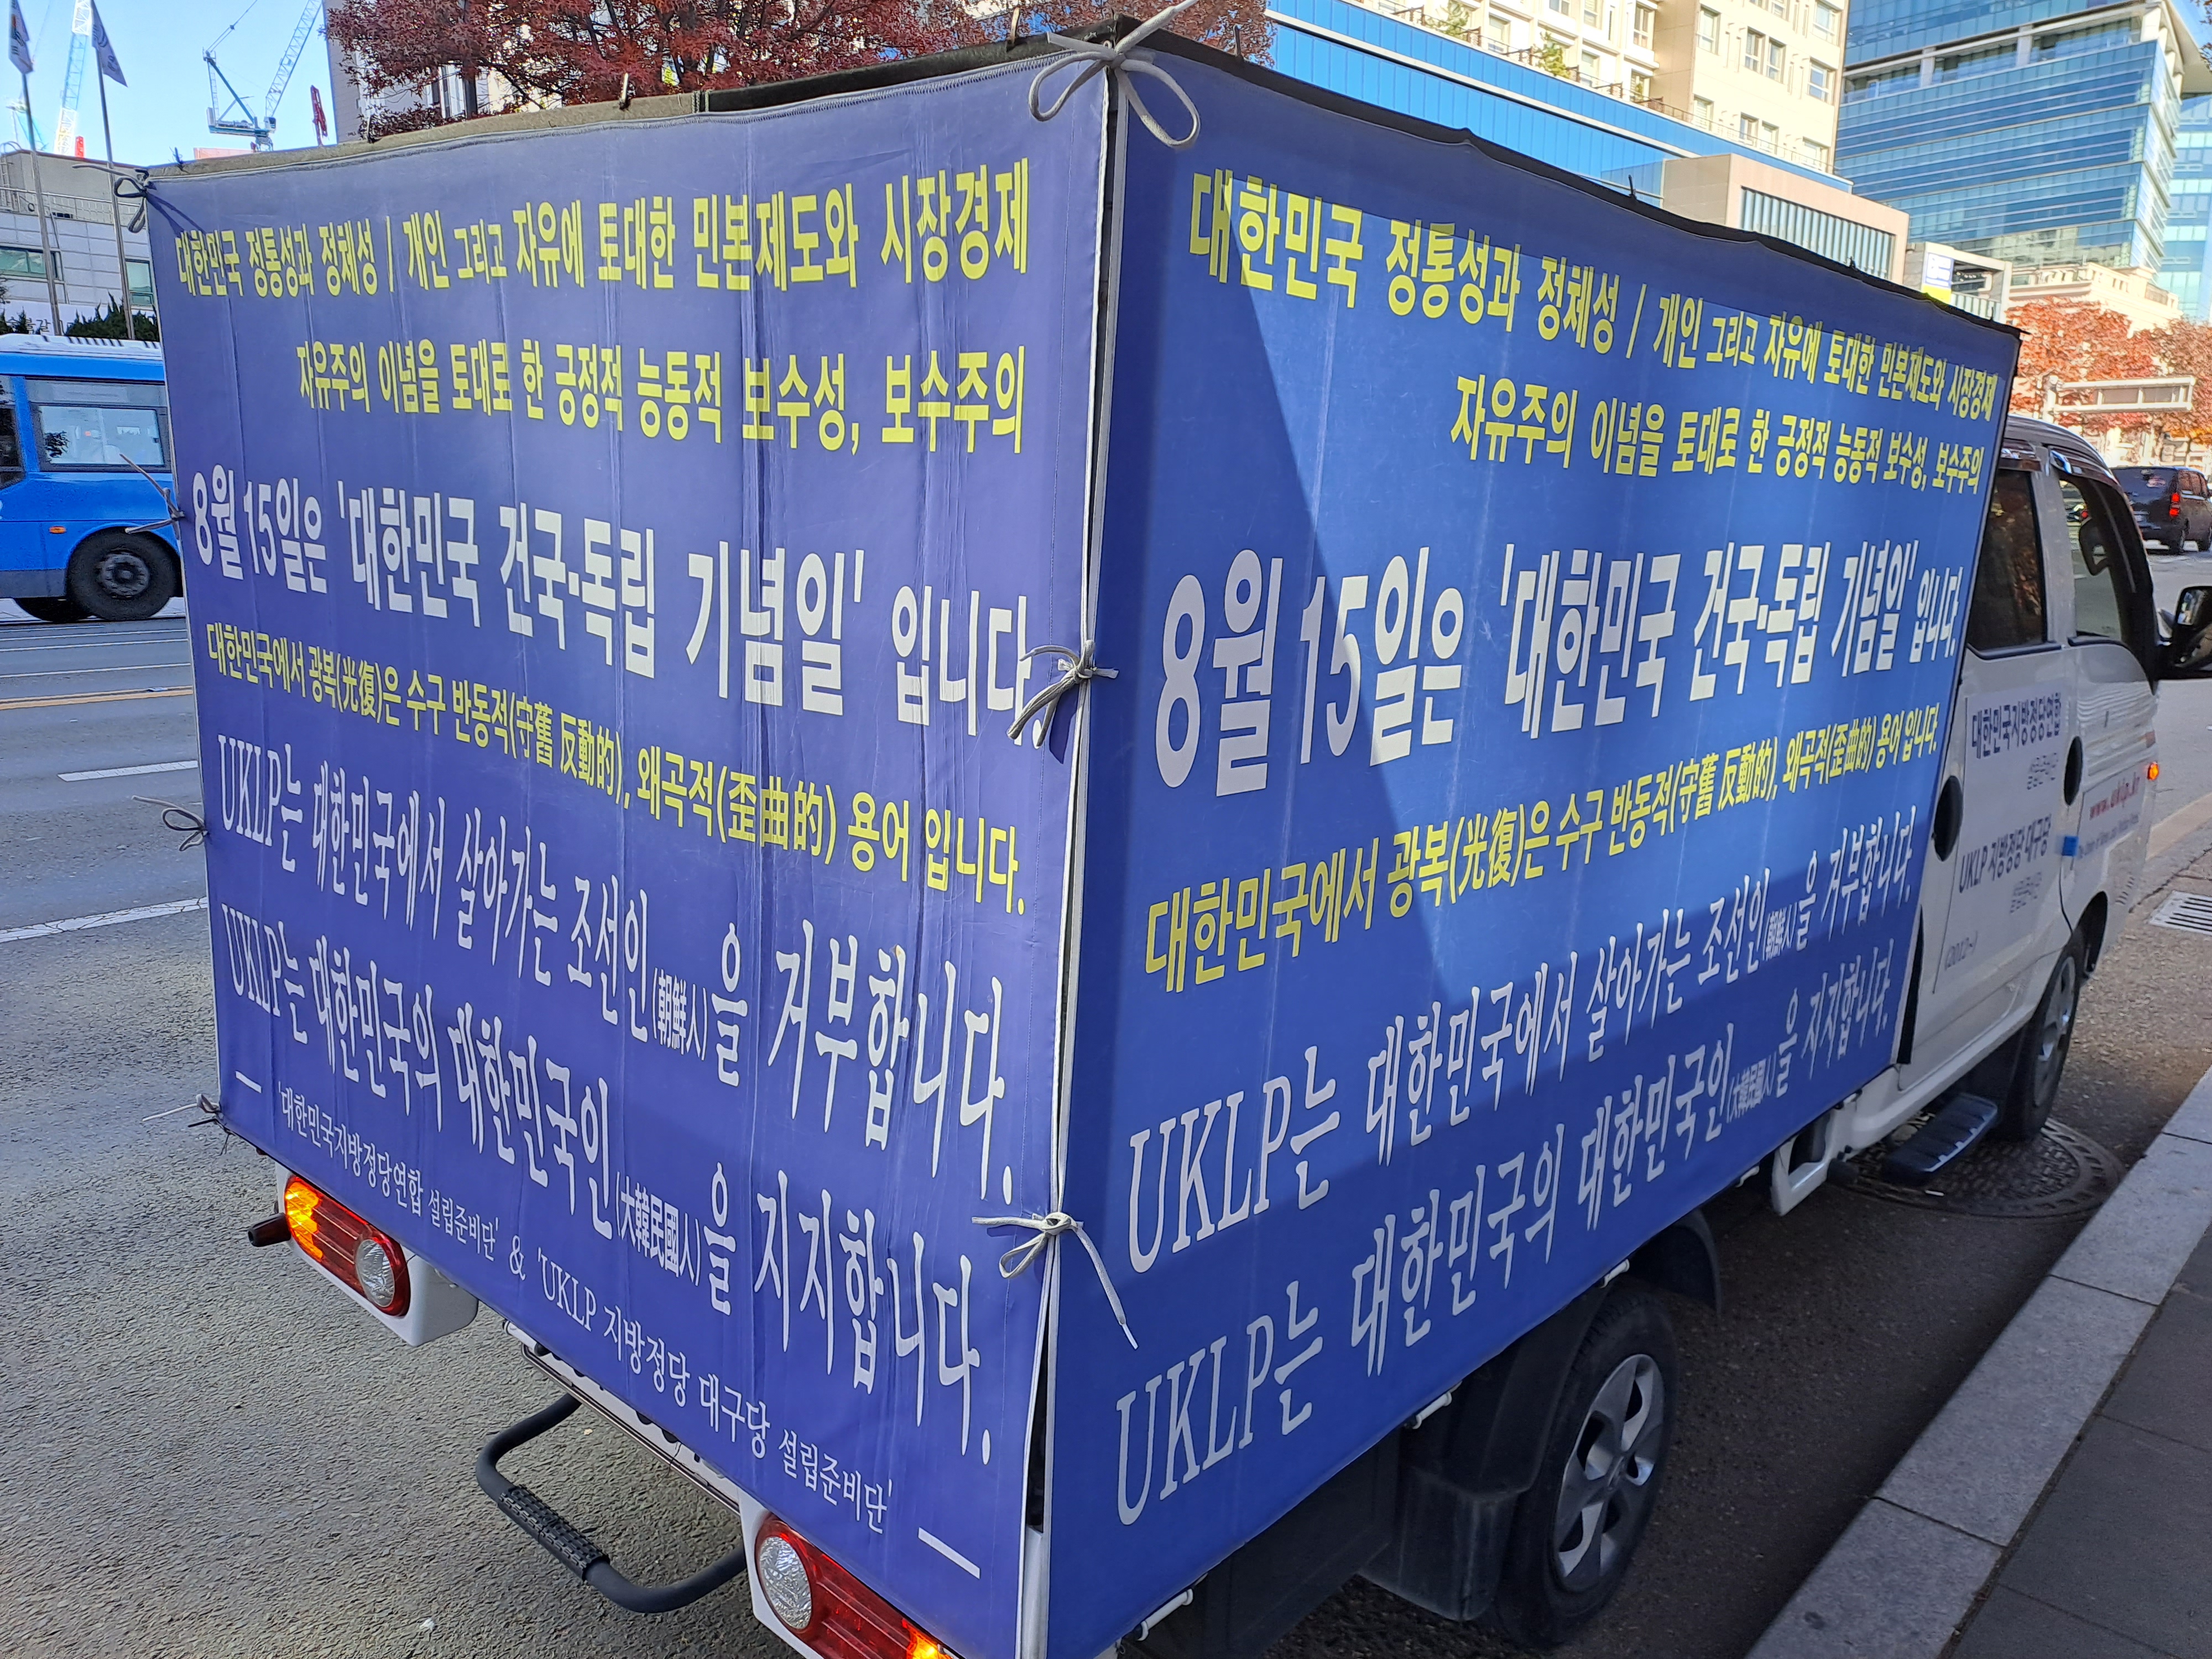 대한민국 정통성과 정체성 / 개인 그리고 자유에 토대한 민본제도와 시장경제
자유주의 이념을 토대로 한 긍정적 능동적 보수성, 보수주의
8월 15일은 '대한민국 건국·독립 기념일' 입니다.
대한민국에서 광복(光復)은 수구 반동적(守舊 反動的), 왜곡적(歪曲的) 용어 입니다.
UKLP는 대한민국에서 살아가는 조선인(朝鮮人)을 거부합니다.
UKLP는 대한민국의 대한민국인(大韓民國人)을 지지합니다.
— '대한민국지방정당연합 설립준비단' & 'UKLP 지방정당 대구당 설립준비단' —
대한민국 정통성과 정체성 / 개인 그리고 자유에 토대한 민본제도와 시장경제
자유주의 이념을 토대로 한 긍정적 능동적 보수성, 보수주의
8월 15일은 '대한민국 건국·독립 기념일' 입니다.
대한민국에서 광복(光復)은 수구 반동적(守舊 反動的), 왜곡적(歪曲的) 용어 입니다.
UKLP는 대한민국에서 살아가는 조선인(朝鮮人)을 거부합니다.
UKLP는 대한민국의 대한민국인(大韓民國人)을 지지합니다.
대한민국지방정당연합
설립준비단
UKLP 지방정당 대구당
설립준비단
www.uklp.kr